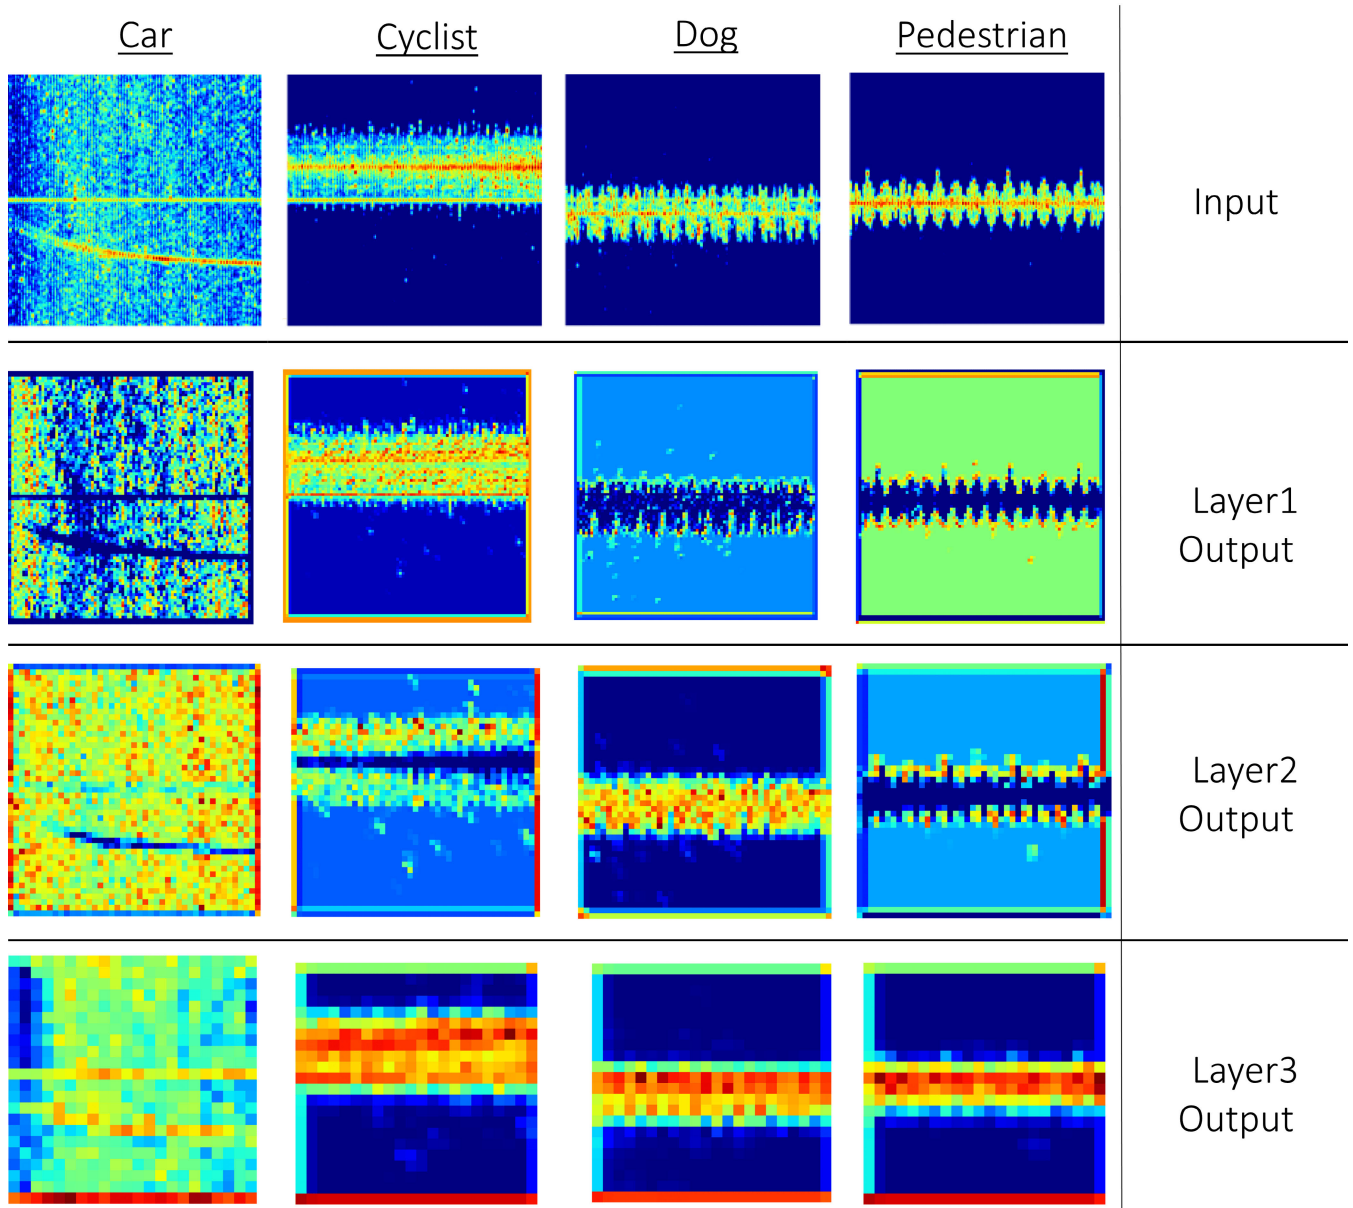 Car
Cyclist
Dog
Pedestrian
Input
Layer1
Output
Layer2
Output
Layer3
Output